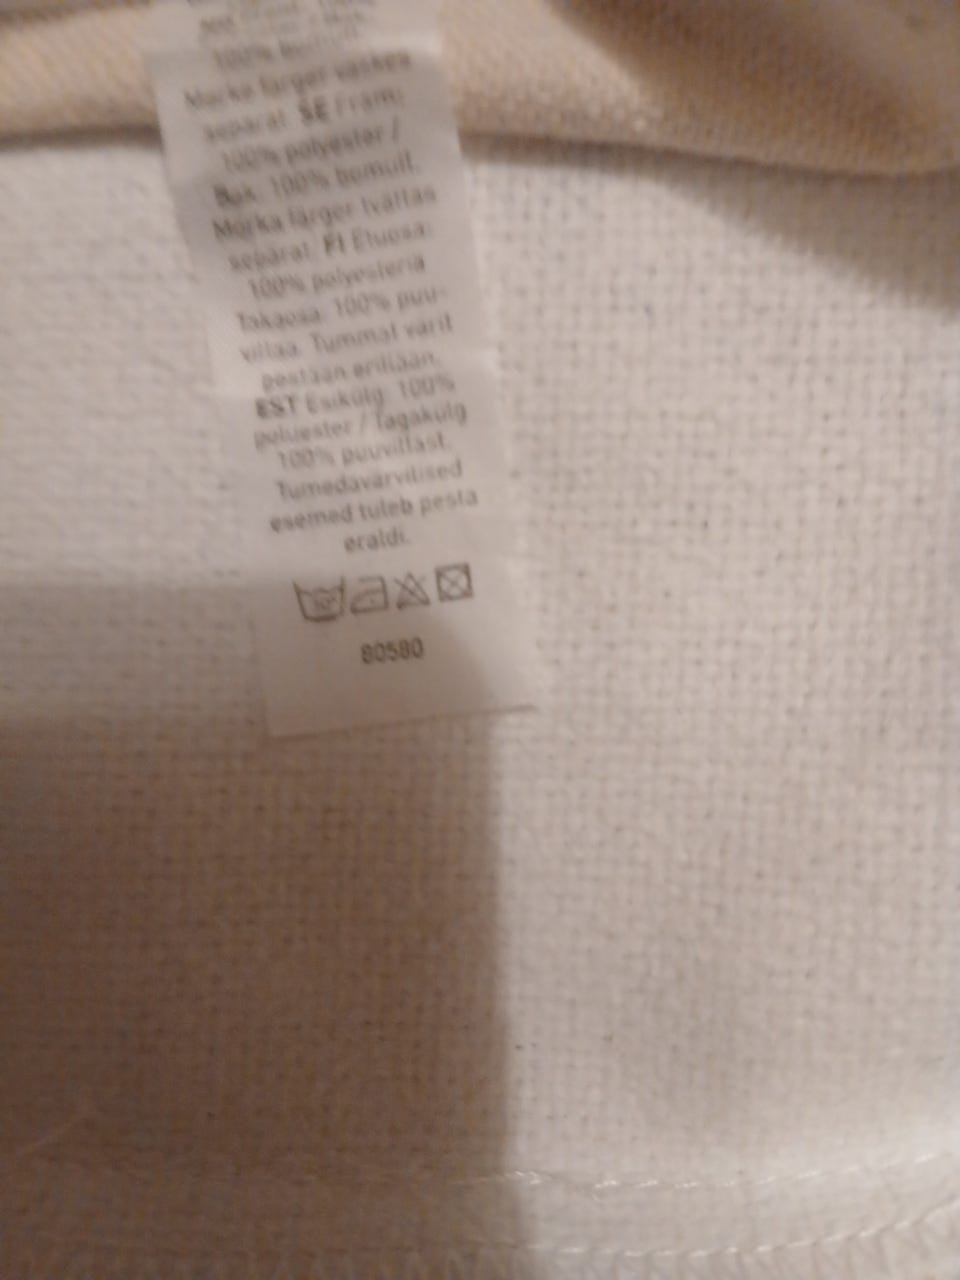 100% bomull.
Mörka färger vaskes
separat. SE Fram:
100% polyester /
Bak: 100% bomull.
Mörka färger tvättas
separat. FI Etuosa:
100% polyesteriä
Takaosa: 100% puu-
villaa. Tummat värit
pestään erillään.
EST Esikülg: 100%
polüester / Tagakülg
100% puuvillast.
Tumedavärvilised
esemed tuleb pesta
eraldi.
80580